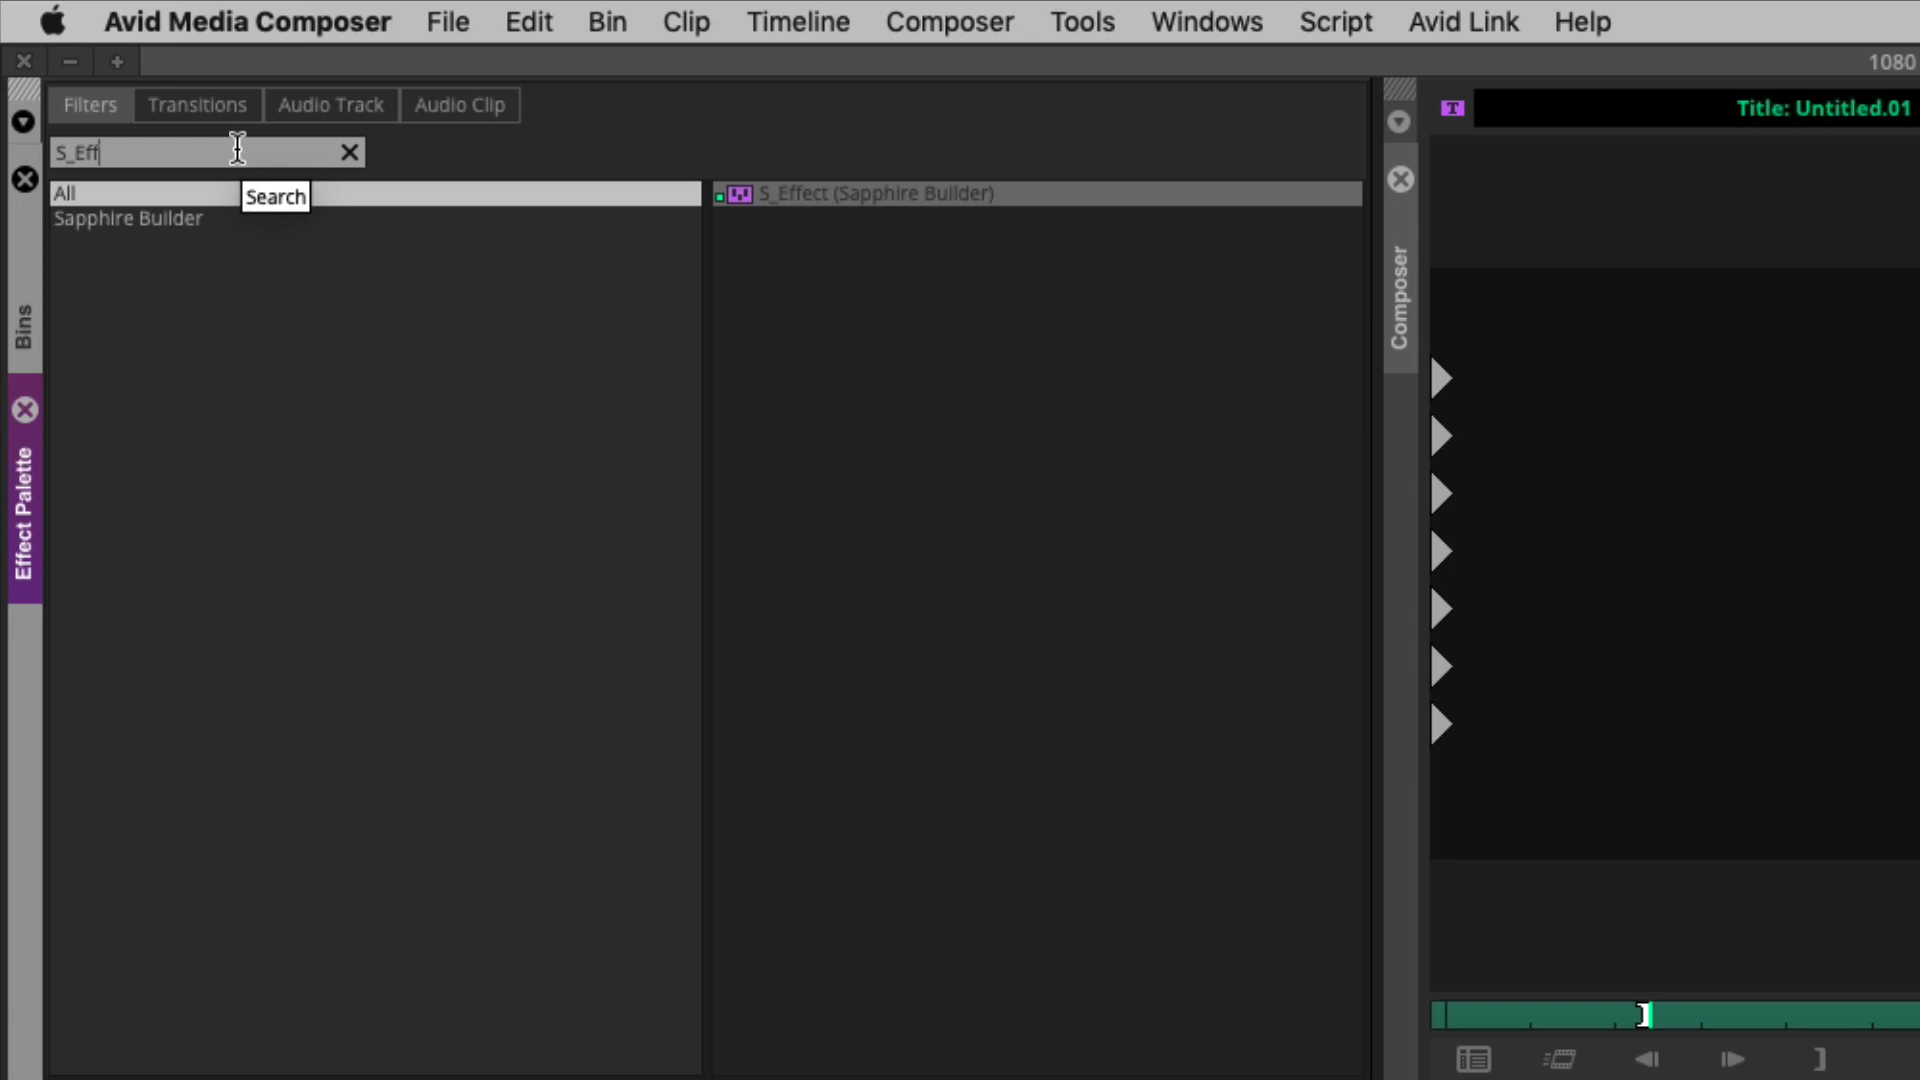 Avid Media Composer File Edit Bin Clip Timeline Composer Tools Windows Script Avid Link Help
1080
Filters Transitions Audio Track Audio Clip
T Title: Untitled.01
S_Eff
All
Search
S_Effect (Sapphire Builder)
Sapphire Builder
Bins
Composer
Effect Palette